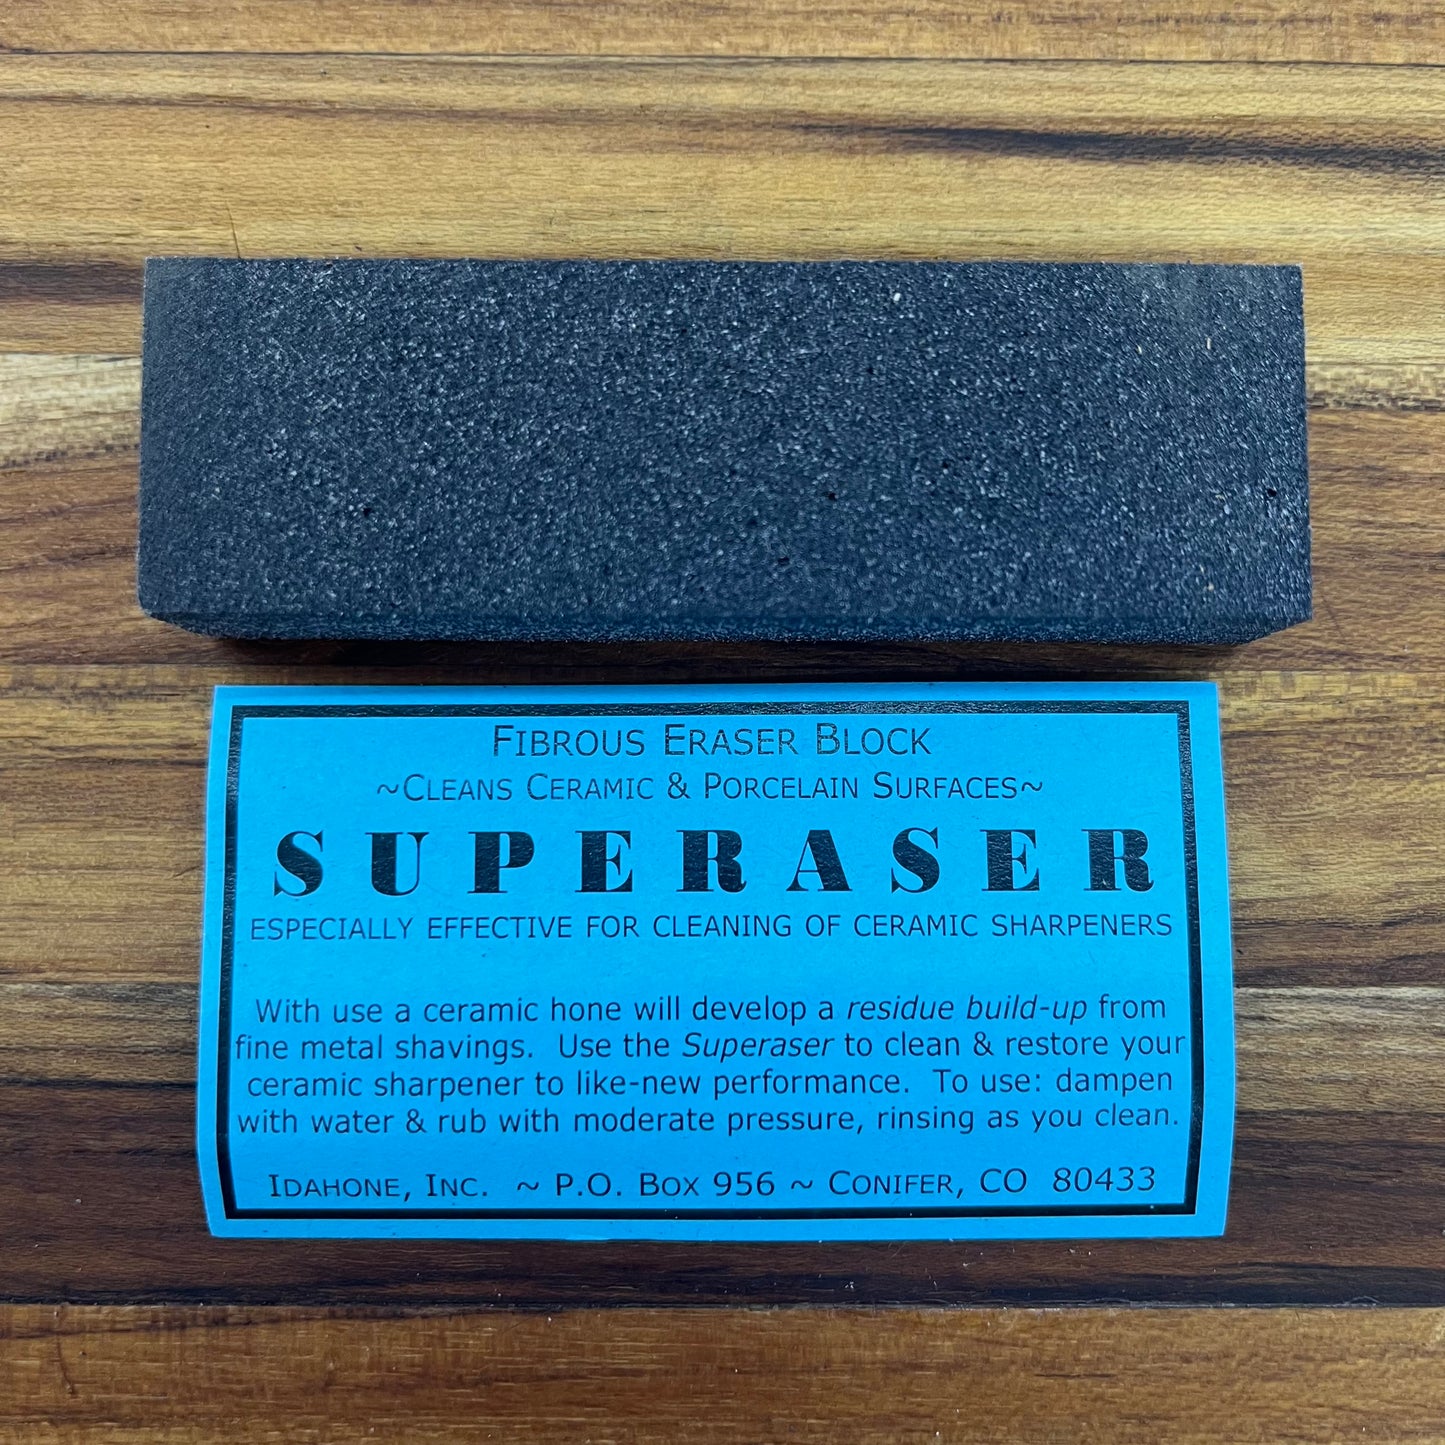 FIBROUS ERASER BLOCK
~CLEANS CERAMIC & PORCELAIN SURFACES~
SUPERASER
ESPECIALLY EFFECTIVE FOR CLEANING OF CERAMIC SHARPENERS
With use a ceramic hone will develop a residue build-up from
fine metal shavings. Use the Superaser to clean & restore your
ceramic sharpener to like-new performance. To use: dampen
with water & rub with moderate pressure, rinsing as you clean.
IDAHONE, INC. ~ P.O. BOX 956 ~ CONIFER, CO 80433